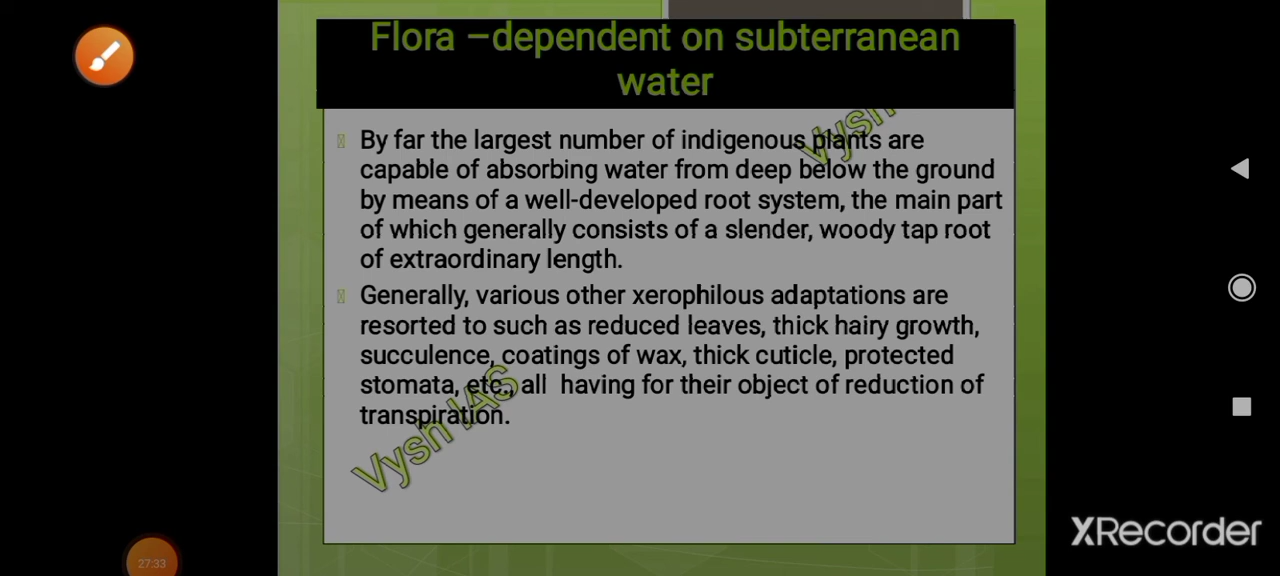 Flora –dependent on subterranean
water
By far the largest number of indigenous plants are
capable of absorbing water from deep below the ground
by means of a well-developed root system, the main part
of which generally consists of a slender, woody tap root
of extraordinary length.
Generally, various other xerophilous adaptations are
resorted to such as reduced leaves, thick hairy growth,
succulence, coatings of wax, thick cuticle, protected
stomata, etc., all having for their object of reduction of
transpiration.
Vysh
Vysh IAS
27:33
XRecorder